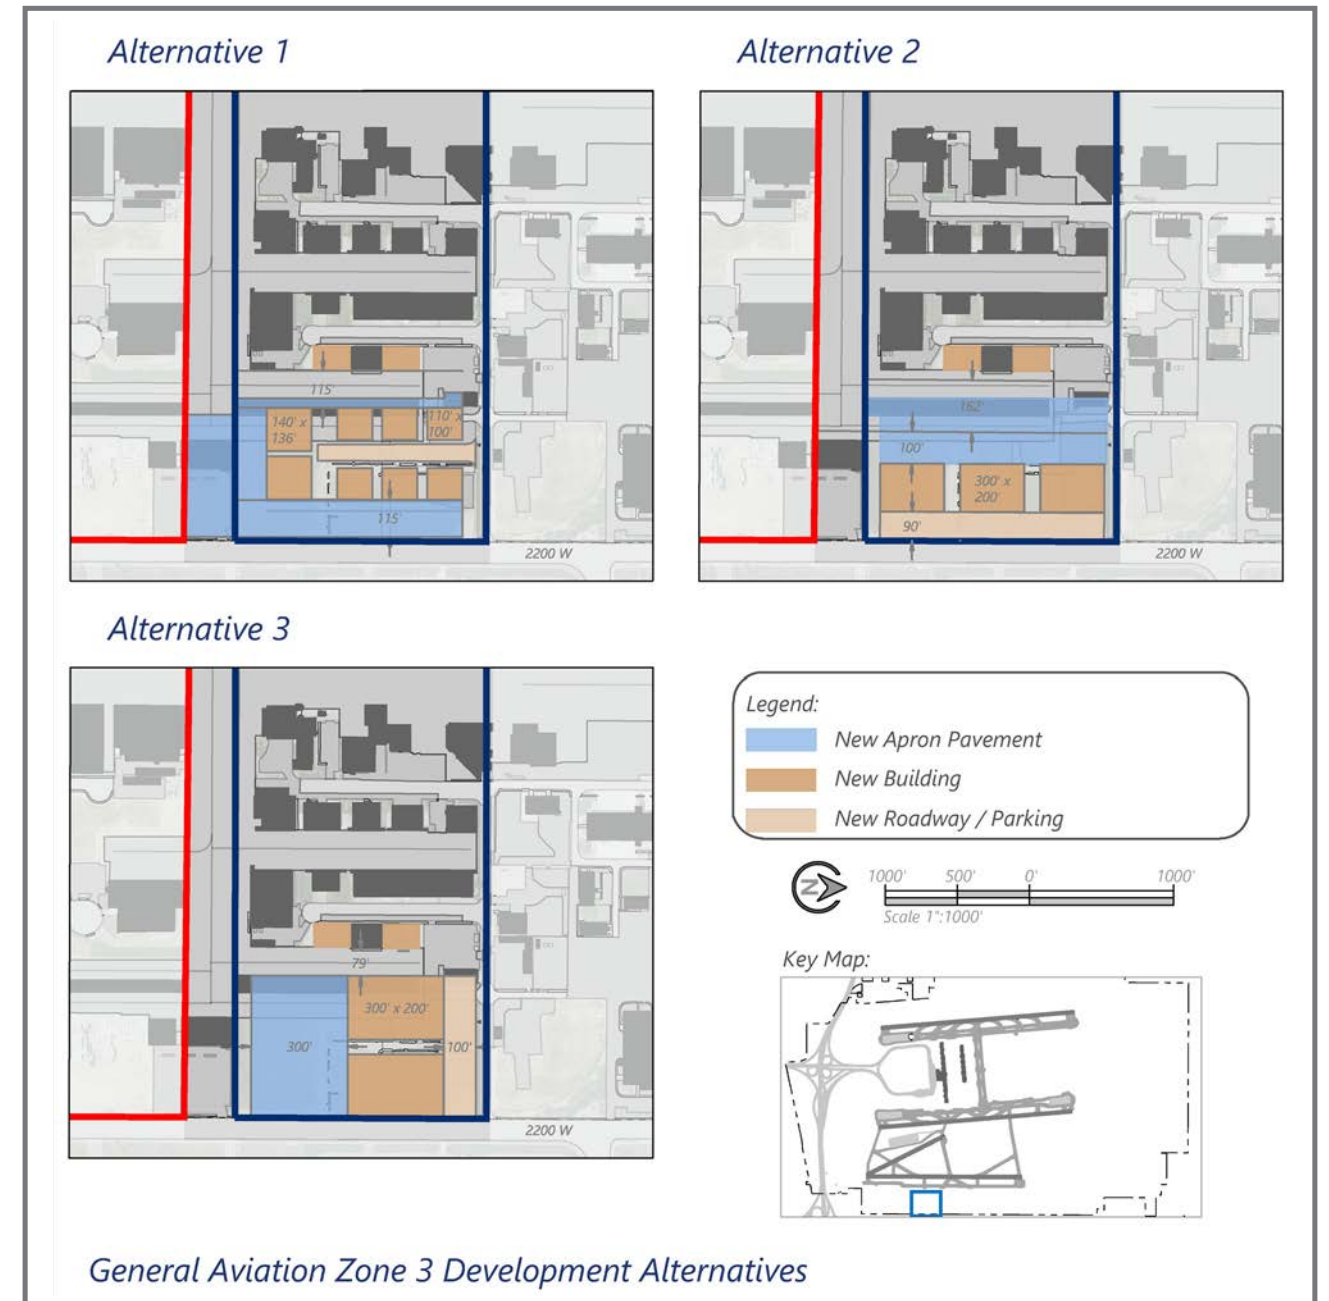 Alternative 1
Alternative 2
115'
140' x
136'
110' x
100'
115'
2200 W
162'
100'
300' x
200'
90'
2200 W
Alternative 3
79'
300' x 200'
300'
100'
2200 W
Legend:
New Apron Pavement
New Building
New Roadway / Parking
N
1000' 500' 0' 1000'
Scale 1":1000'
Key Map:
General Aviation Zone 3 Development Alternatives